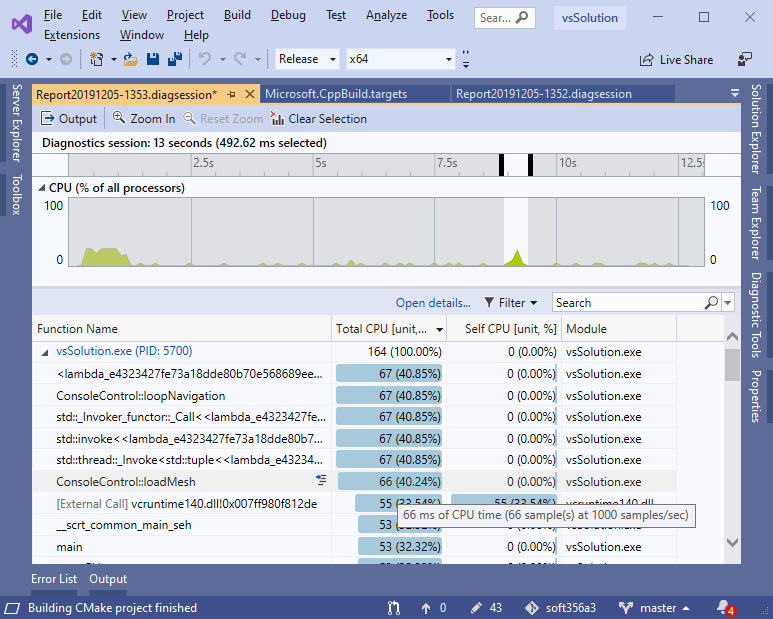 File Edit View Project Build Debug Test Analyze Tools Sear... vsSolution
Extensions Window Help
Release x64 Live Share
Report20191205-1353.diagsession* Microsoft.CppBuild.targets Report20191205-1352.diagsession
Output Zoom In Reset Zoom Clear Selection
Diagnostics session: 13 seconds (492.62 ms selected)
2.5s 5s 7.5s 10s 12.5s
CPU (% of all processors)
100 100
0 0
Open details... Filter Search
Function Name Total CPU [unit,... Self CPU [unit, %] Module
vsSolution.exe (PID: 5700) 164 (100.00%) 0 (0.00%) vsSolution.exe
<lambda_e4323427fe73a18dde80b70e568689ee... 67 (40.85%) 0 (0.00%) vsSolution.exe
ConsoleControl::loopNavigation 67 (40.85%) 0 (0.00%) vsSolution.exe
std::_Invoker_functor::_Call<<lambda_e4323427fe... 67 (40.85%) 0 (0.00%) vsSolution.exe
std::invoke<<lambda_e4323427fe73a18dde80b7... 67 (40.85%) 0 (0.00%) vsSolution.exe
std::thread::_Invoke<std::tuple<<lambda_e43234... 67 (40.85%) 0 (0.00%) vsSolution.exe
ConsoleControl::loadMesh 66 (40.24%) 0 (0.00%) vsSolution.exe
[External Call] vcruntime140.dll!0x007ff980f812de 55 (33.54%) 55 (33.54%) vcruntime140.dll
66 ms of CPU time (66 sample(s) at 1000 samples/sec)
__scrt_common_main_seh 53 vsSolution.exe
main 53 (32.32%) 0 (0.00%) vsSolution.exe
Server Explorer
Toolbox
Solution Explorer
Team Explorer
Diagnostic Tools
Properties
Error List Output
Building CMake project finished 0 43 soft356a3 master 4